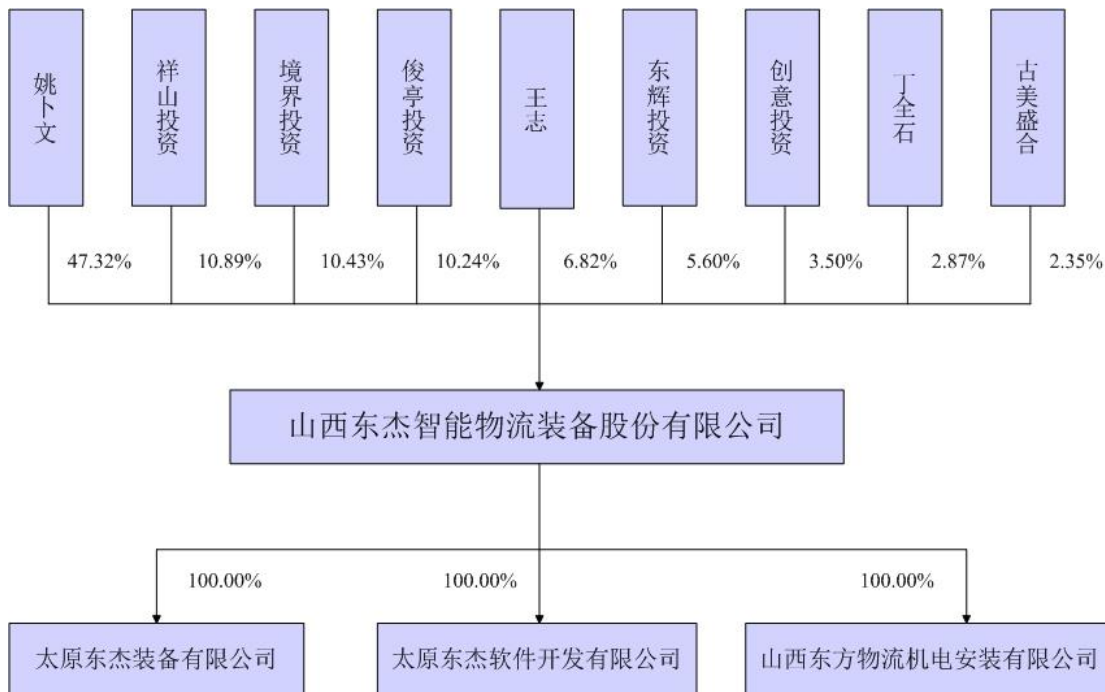 姚卜文
祥山投资
境界投资
俊亭投资
王志
东辉投资
创意投资
丁全石
古美盛合
47.32%
10.89%
10.43%
10.24%
6.82%
5.60%
3.50%
2.87%
2.35%
山西东杰智能物流装备股份有限公司
100.00%
100.00%
100.00%
太原东杰装备有限公司
太原东杰软件开发有限公司
山西东方物流机电安装有限公司